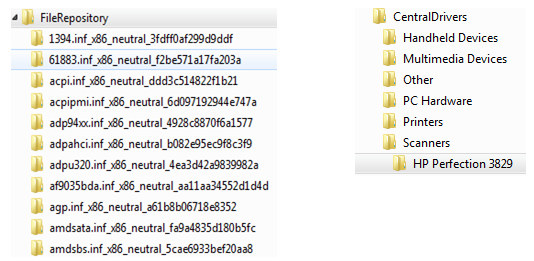 FileRepository
1394.inf_x86_neutral_3fdff0af299d9ddf
61883.inf_x86_neutral_f2be571a17fa203a
acpi.inf_x86_neutral_ddd3c514822f1b21
acpipmi.inf_x86_neutral_6d097192944e747a
adp94xx.inf_x86_neutral_4928c8870f6a1577
adpahci.inf_x86_neutral_b082e95ec9f8c3f9
adpu320.inf_x86_neutral_4ea3d42a9839982a
af9035bda.inf_x86_neutral_aa11aa34552d1d4d
agp.inf_x86_neutral_a61b8b06718e8352
amdsata.inf_x86_neutral_fa9a4835d180b5fc
amdsbs.inf_x86_neutral_5cae6933bef20aa8
CentralDrivers
Handheld Devices
Multimedia Devices
Other
PC Hardware
Printers
Scanners
HP Perfection 3829